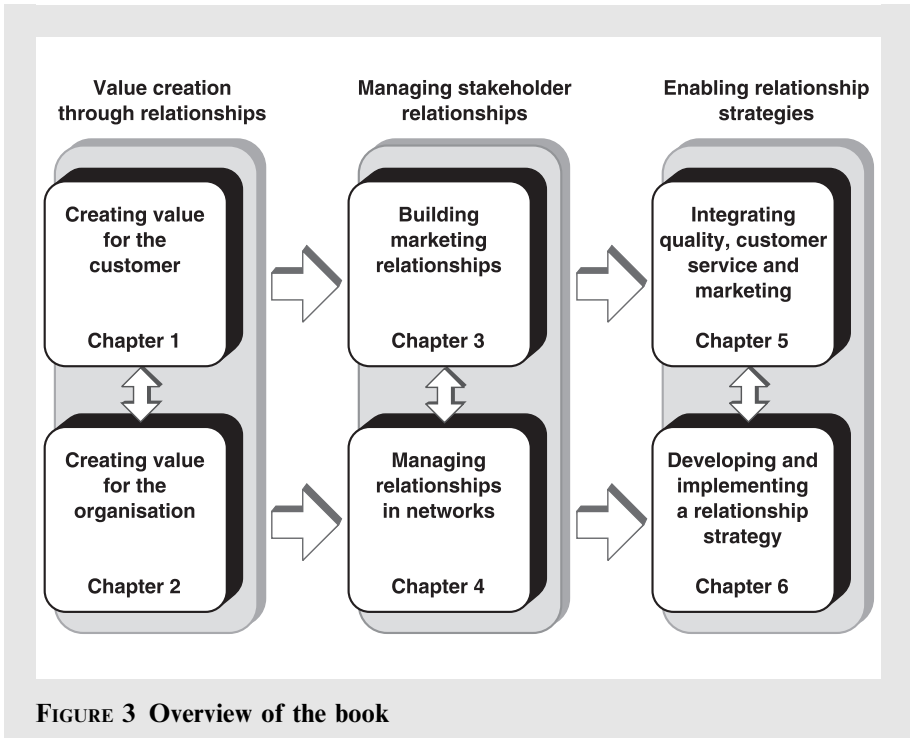 Value creation
through relationships
Managing stakeholder
relationships
Enabling relationship
strategies
Creating value
for the
customer
Chapter 1
Building
marketing
relationships
Chapter 3
Integrating
quality, customer
service and
marketing
Chapter 5
Creating value
for the
organisation
Chapter 2
Managing
relationships
in networks
Chapter 4
Developing and
implementing
a relationship
strategy
Chapter 6
FIGURE 3 Overview of the book